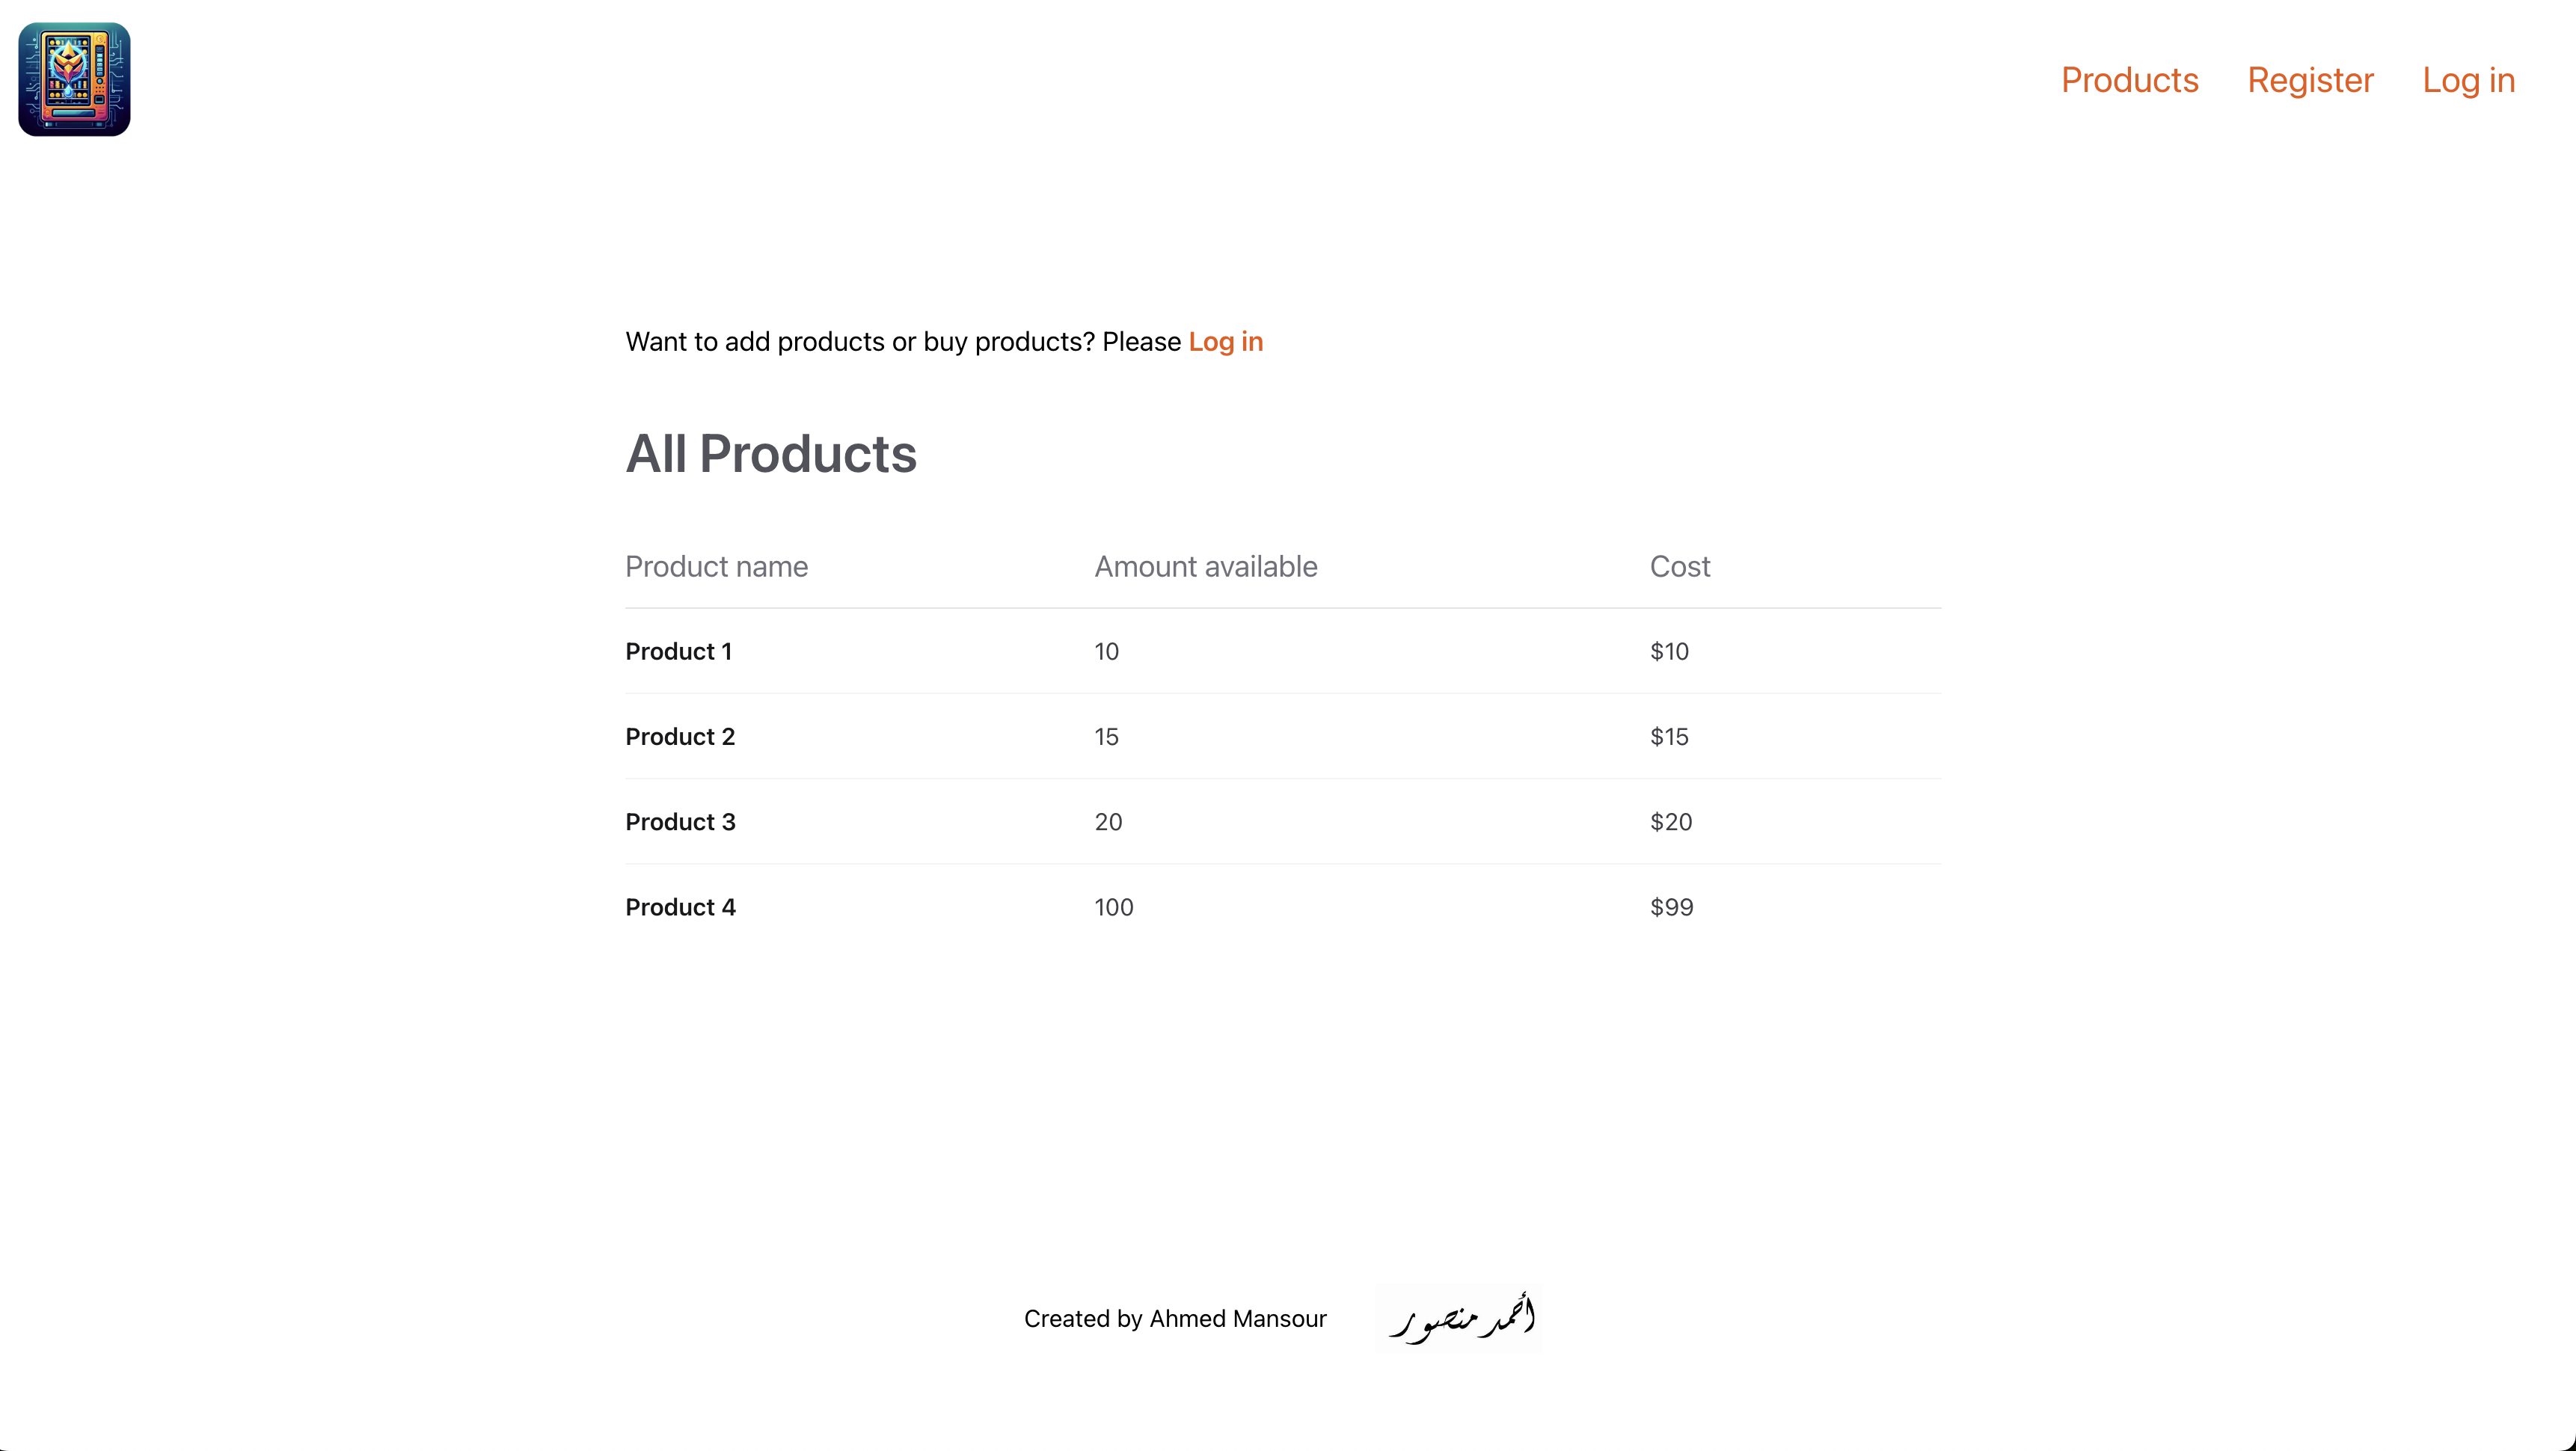 Products Register Log in
Want to add products or buy products? Please Log in
All Products
Product name Amount available Cost
Product 1 10 $10
Product 2 15 $15
Product 3 20 $20
Product 4 100 $99
Created by Ahmed Mansour أحمد منصور